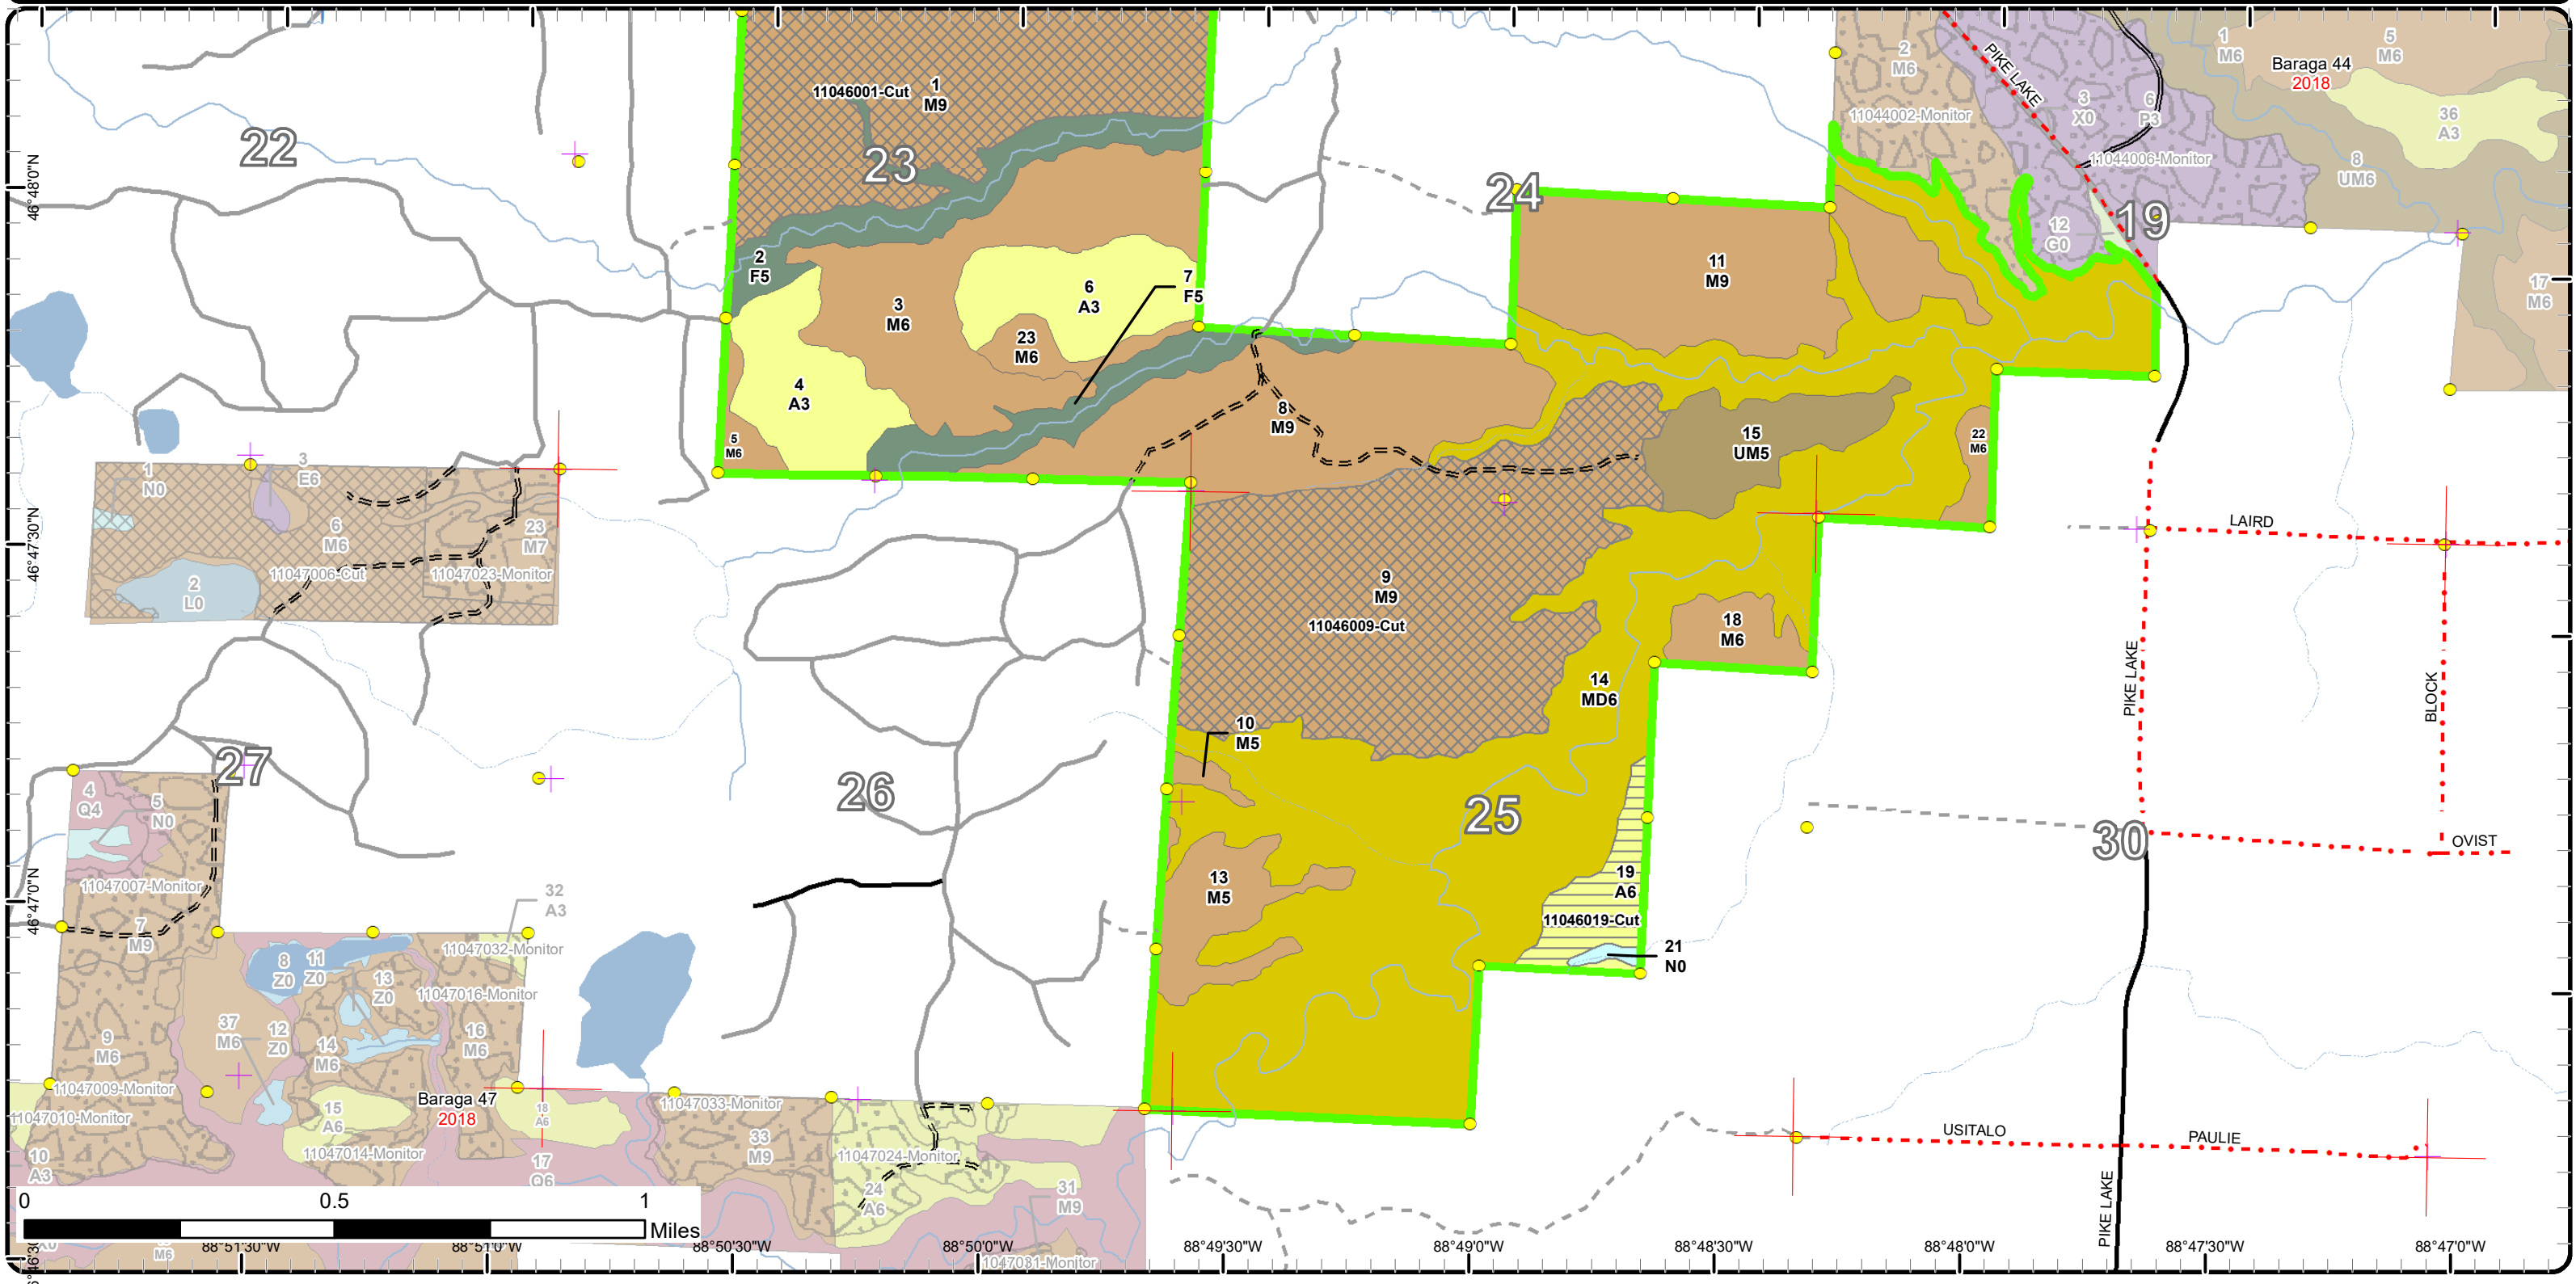 22
23
24
19
27
26
25
30
1
M9
11046001-Cut
2
F5
3
M6
4
A3
5
M6
6
A3
23
M6
7
F5
8
M9
11
M9
15
UM5
22
M6
9
M9
11046009-Cut
18
M6
14
MD6
10
M5
13
M5
19
A6
11046019-Cut
21
N0
2
M6
11044002-Monitor
3
X0
6
P3
11044006-Monitor
12
G0
1
M6
5
M6
Baraga 44
2018
36
A3
8
UM6
17
M6
PIKE LAKE
LAIRD
PIKE LAKE
BLOCK
OVIST
USITALO
PAULIE
PIKE LAKE
1
N0
3
E6
6
M6
23
M7
11047006-Cut
11047023-Monitor
2
L0
4
Q4
5
N0
11047007-Monitor
7
M9
32
A3
11047032-Monitor
8
Z0
11
Z0
13
Z0
11047016-Monitor
37
M6
12
Z0
14
M6
16
M6
9
M6
11047009-Monitor
11047010-Monitor
Baraga 47
2018
15
A6
18
A6
11047014-Monitor
10
A3
17
Q6
11047033-Monitor
33
M9
11047024-Monitor
24
A6
31
M9
M6
0 0.5 1
Miles
46°48'0"N
46°47'30"N
46°47'0"N
88°51'30"W 88°51'0"W 88°50'30"W 88°50'0"W 88°49'30"W 88°49'0"W 88°48'30"W 88°48'0"W 88°47'30"W 88°47'0"W